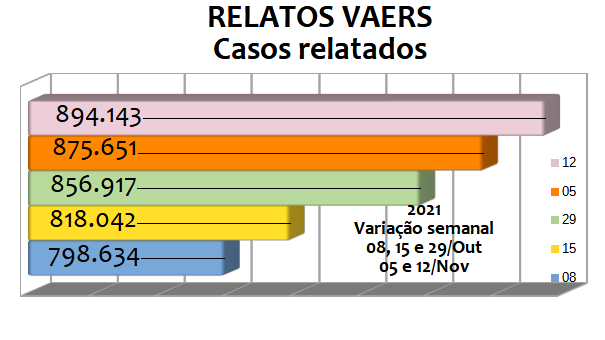 RELATOS VAERS
Casos relatados
894.143
875.651
856.917
818.042
798.634
2021
Variação semanal
08, 15 e 29/Out
05 e 12/Nov
12
05
29
15
08